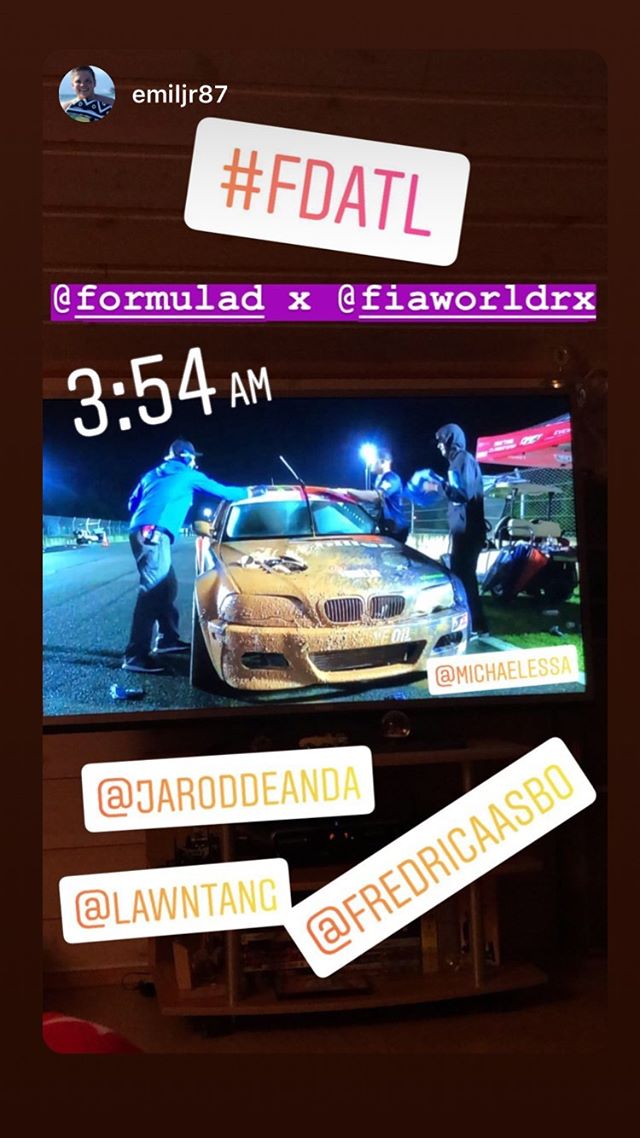 emiljr87
#FDATL
@formulad x @fiaworldrx
3:54 AM
@MICHAELESSA
@JARODDEANDA
@FREDRICAASBO
@LAWNTANG